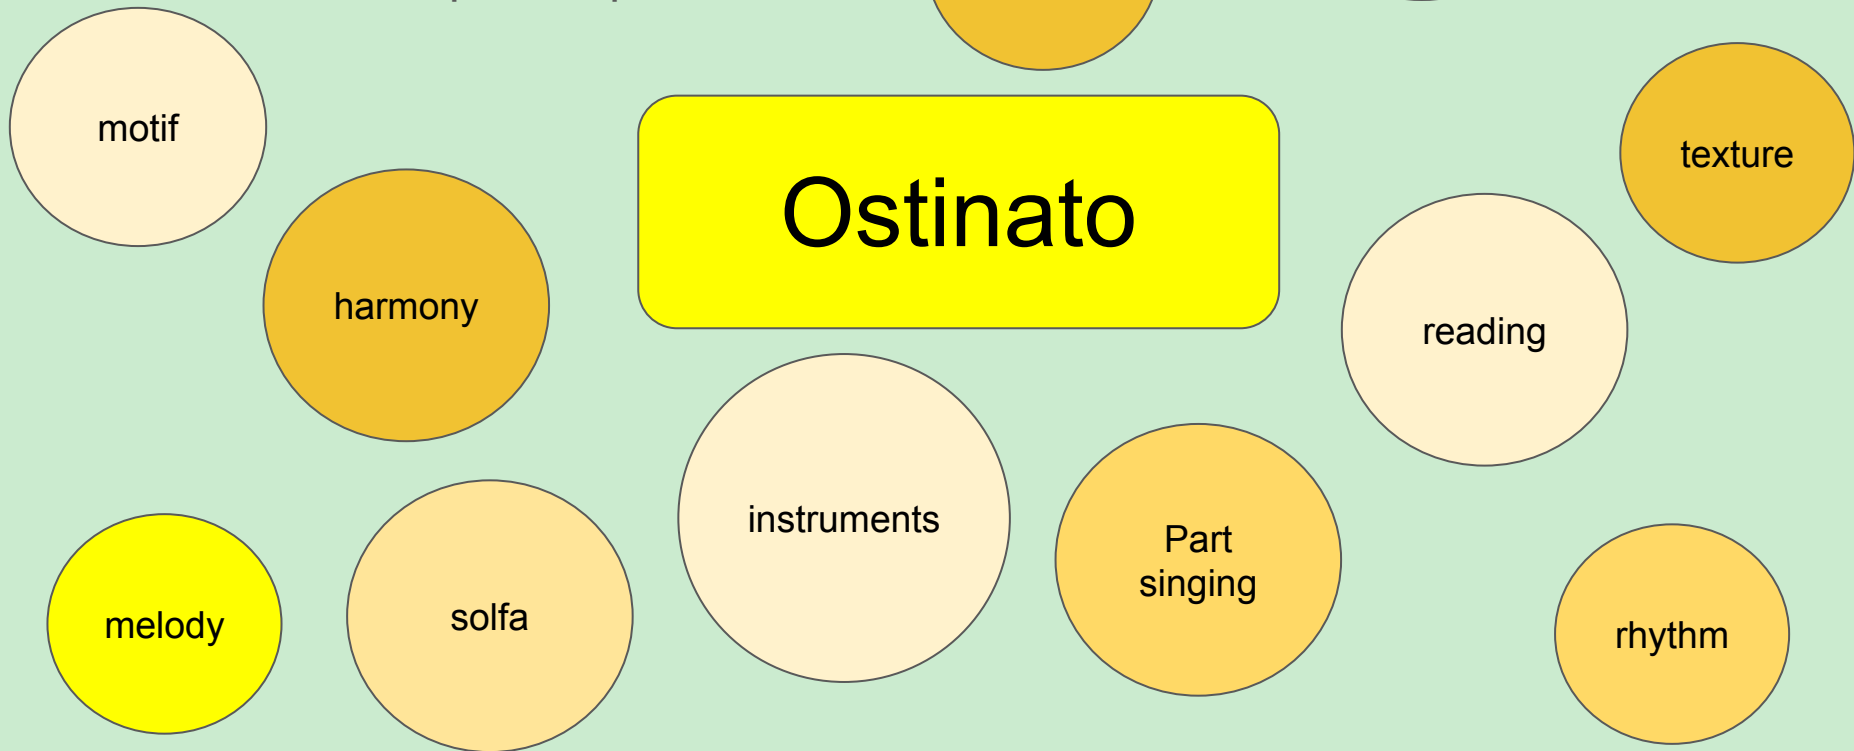 motif
texture
Ostinato
harmony
reading
instruments
Part
singing
solfa
melody
rhythm